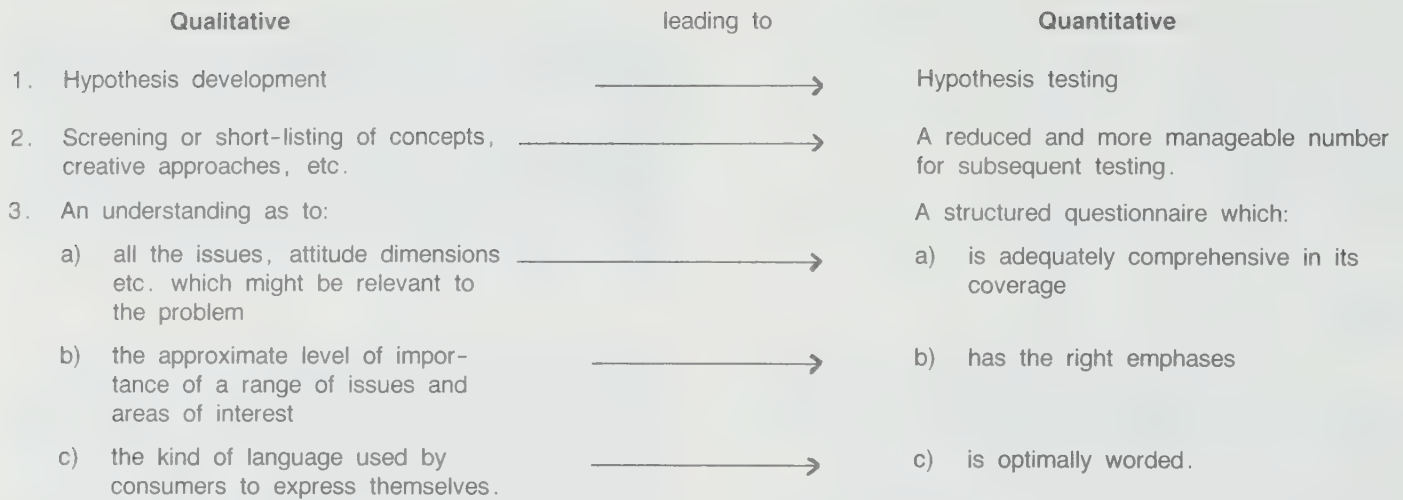 Qualitative leading to Quantitative
1. Hypothesis development Hypothesis testing
2. Screening or short-listing of concepts, A reduced and more manageable number
creative approaches, etc. for subsequent testing.
3. An understanding as to: A structured questionnaire which:
a) all the issues, attitude dimensions a) is adequately comprehensive in its
etc. which might be relevant to coverage
the problem
b) the approximate level of impor- b) has the right emphases
tance of a range of issues and
areas of interest
c) the kind of language used by c) is optimally worded.
consumers to express themselves.